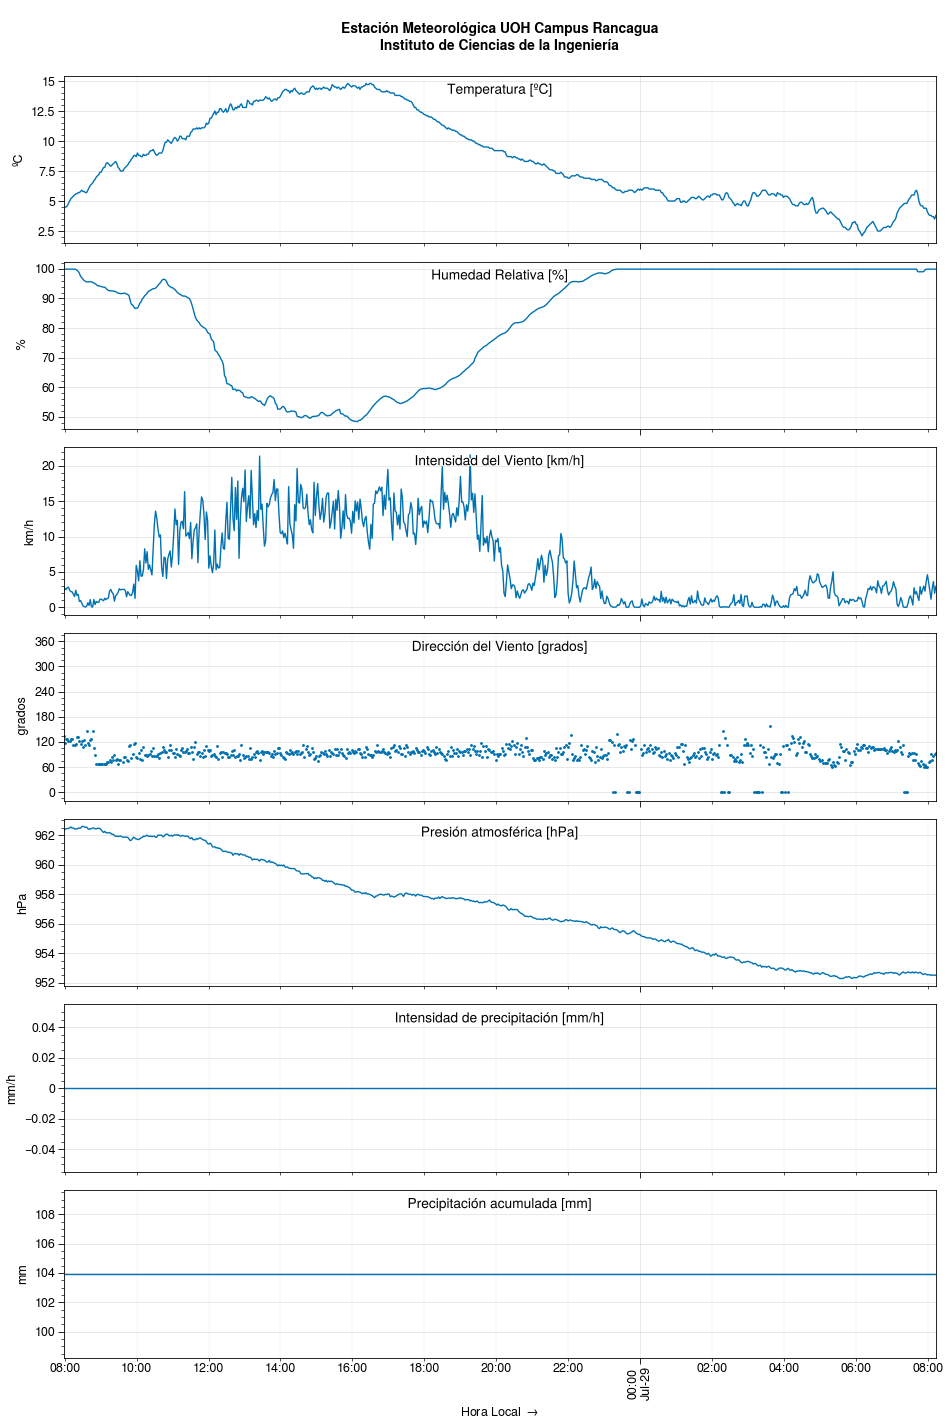 Estación Meteorológica UOH Campus Rancagua
Instituto de Ciencias de la Ingeniería
Temperatura [ºC]
ºC
15
12.5
10
7.5
5
2.5
Humedad Relativa [%]
%
100
90
80
70
60
50
Intensidad del Viento [km/h]
km/h
20
15
10
5
0
Dirección del Viento [grados]
grados
360
300
240
180
120
60
0
Presión atmosférica [hPa]
hPa
962
960
958
956
954
952
Intensidad de precipitación [mm/h]
mm/h
0.04
0.02
0
−0.02
−0.04
Precipitación acumulada [mm]
mm
108
106
104
102
100
08:00 10:00 12:00 14:00 16:00 18:00 20:00 22:00 00:00 02:00 04:00 06:00 08:00
Jul-29
Hora Local →